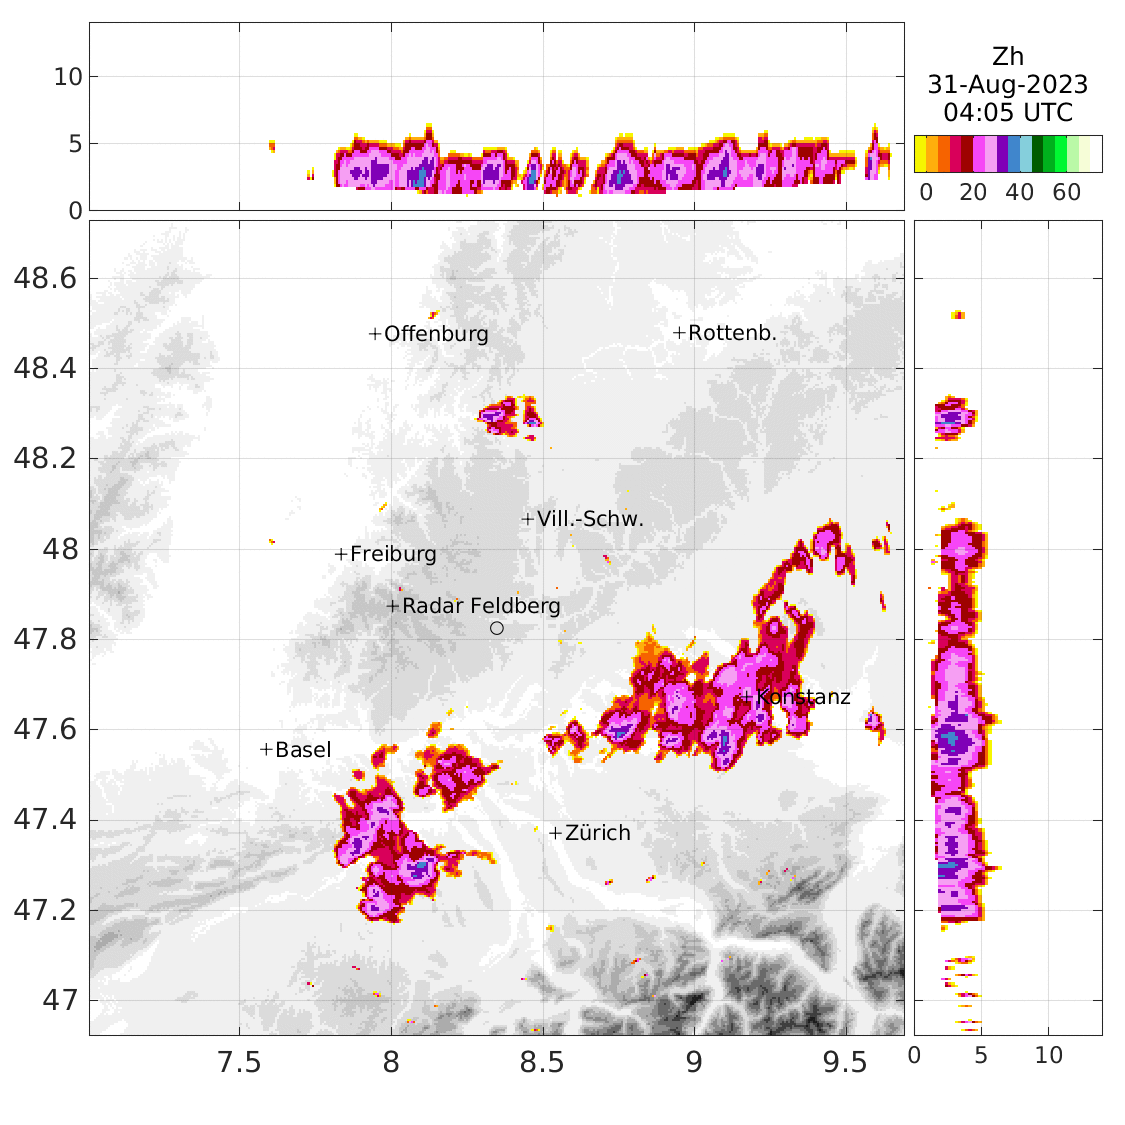 10
5
0
Zh
31-Aug-2023
04:05 UTC
0 20 40 60
48.6
48.4
48.2
48
47.8
47.6
47.4
47.2
47
+Offenburg
+Rottenb.
+Vill.-Schw.
+Freiburg
+Radar Feldberg
+Konstanz
+Basel
+Zürich
7.5 8 8.5 9 9.5
0 5 10